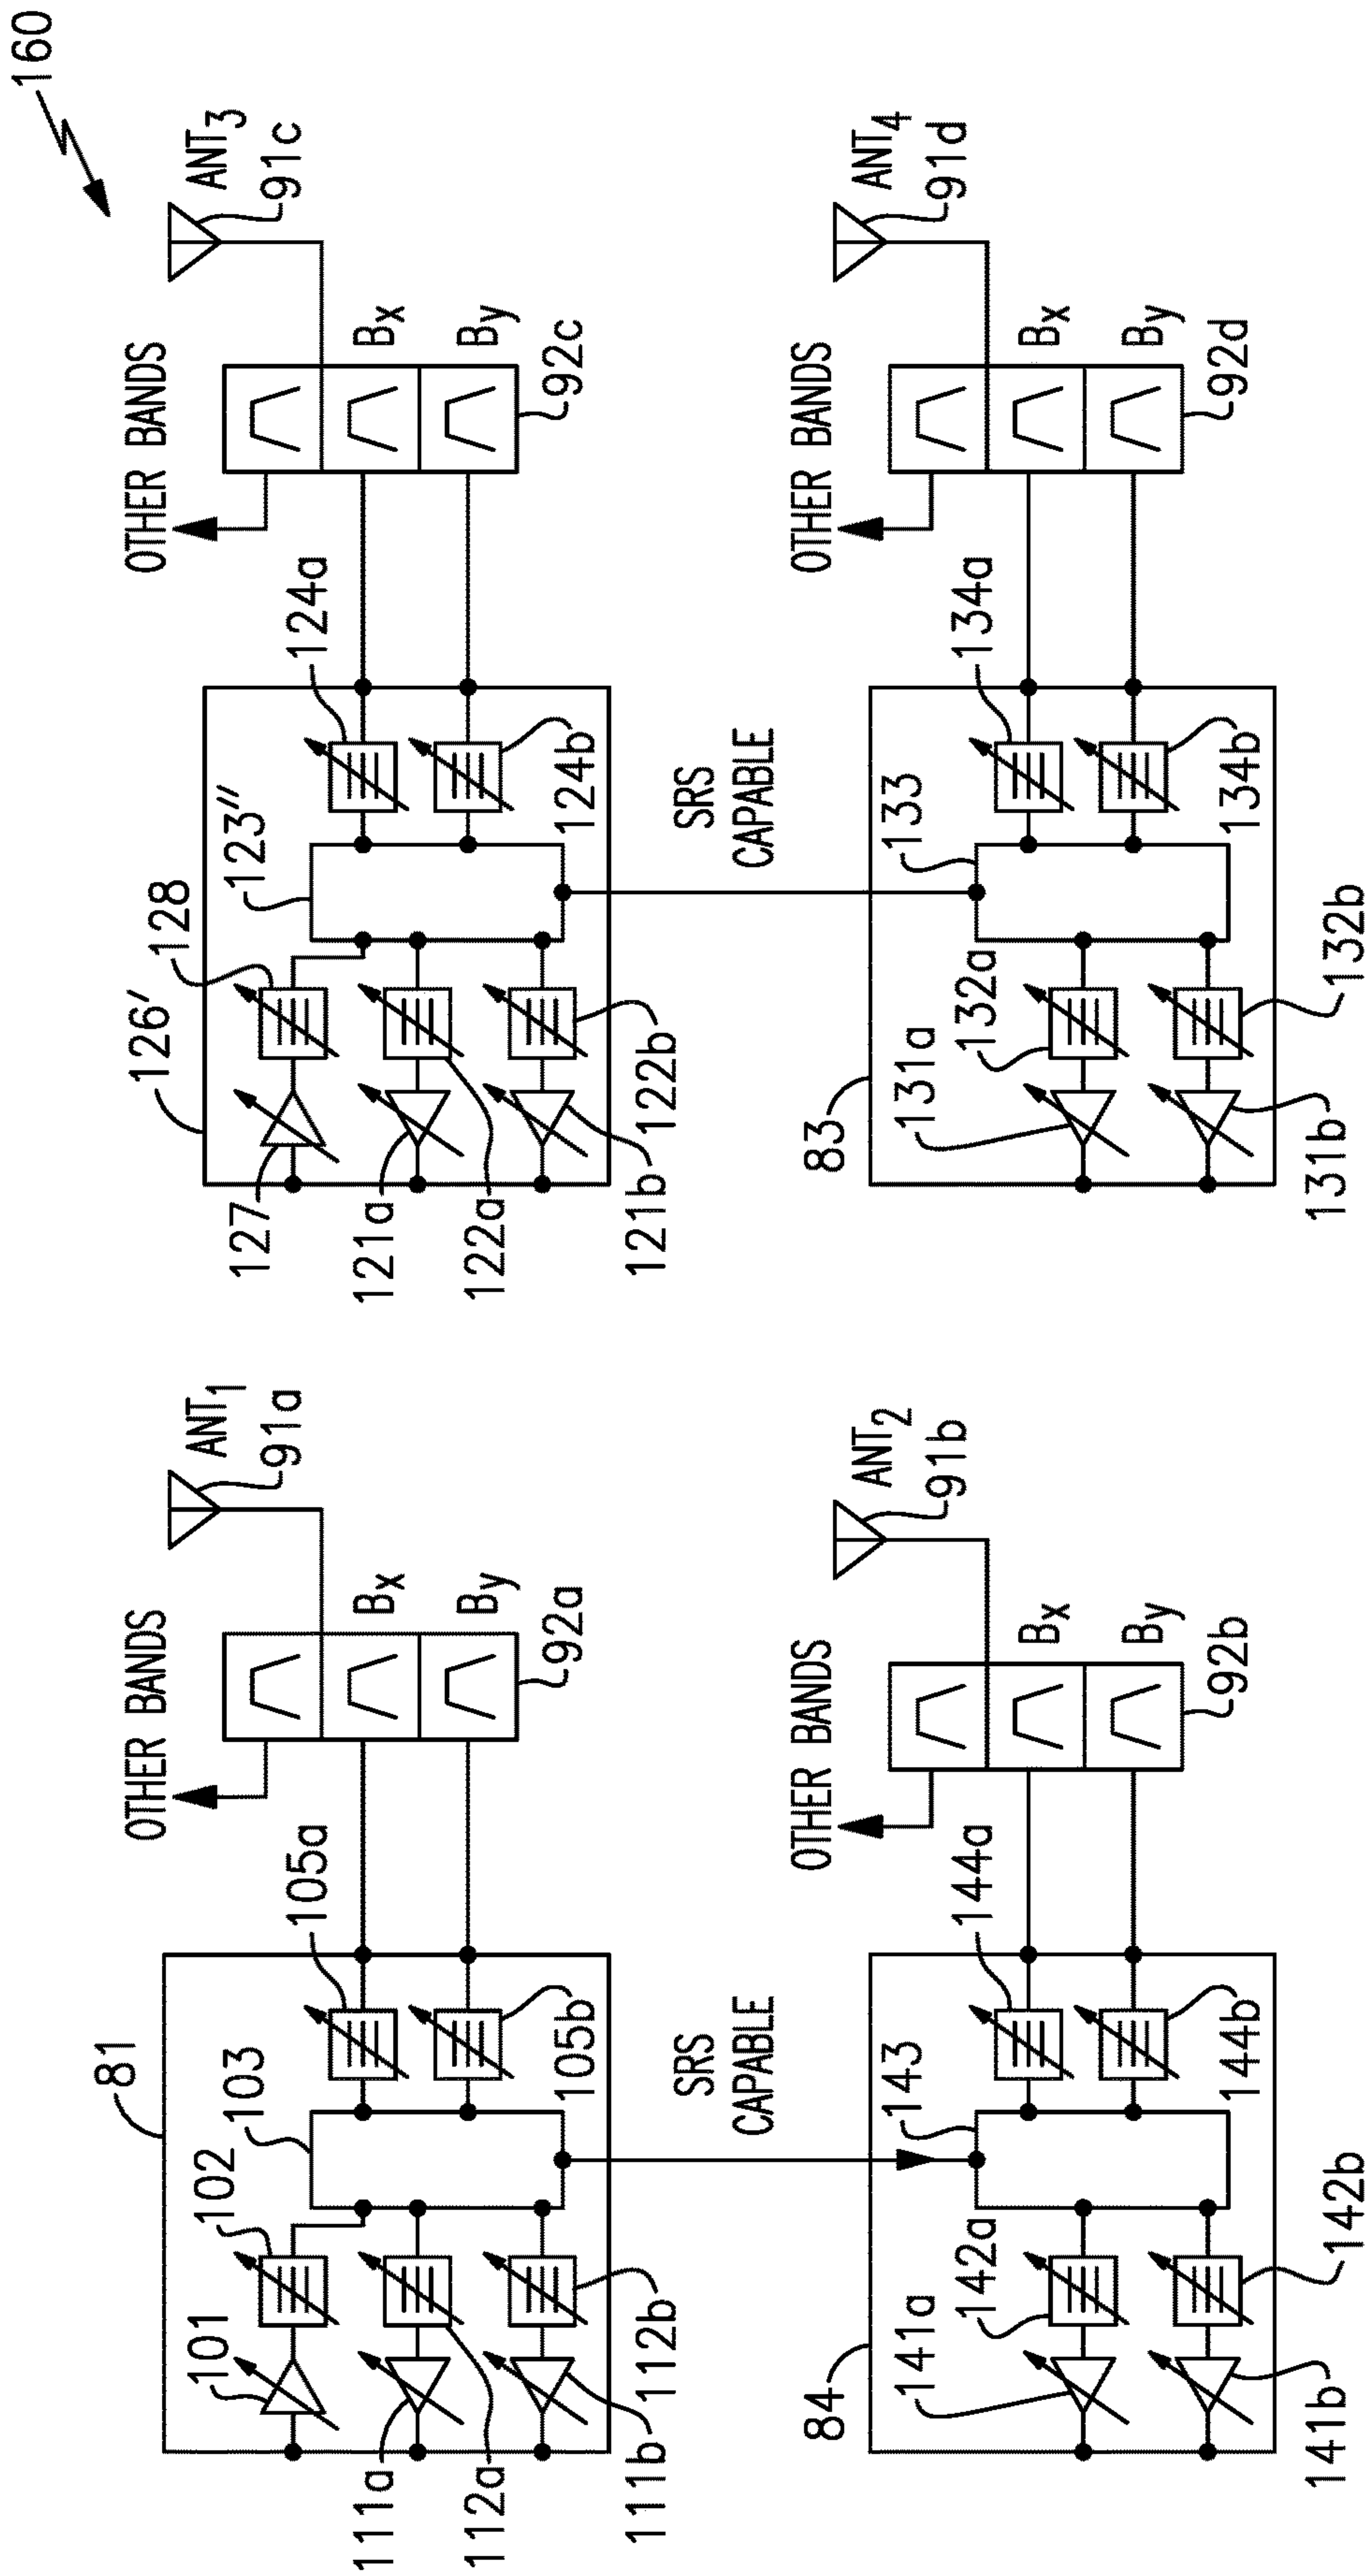 160
81
101
102
103
105a
OTHER BANDS
ANT1
91a
Bx
By
92a
111a
112a
111b
112b
105b
SRS
CAPABLE
84
141a
142a
143
144a
OTHER BANDS
ANT2
91b
Bx
By
92b
141b
142b
144b
126'
128
123"
124a
OTHER BANDS
ANT3
91c
Bx
By
92c
127
121a
122a
121b
122b
124b
SRS
CAPABLE
83
131a
132a
133
134a
OTHER BANDS
ANT4
91d
Bx
By
92d
131b
132b
134b